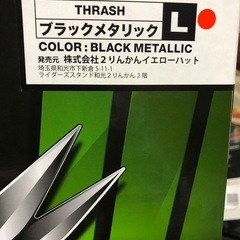 THRASH
ブラックメタリック
L
COLOR : BLACK METALLIC
発売元 株式会社2りんかんイエローハット
埼玉県和光市下新倉 5-11-1
ライダーズスタンド和光2りんかん2階